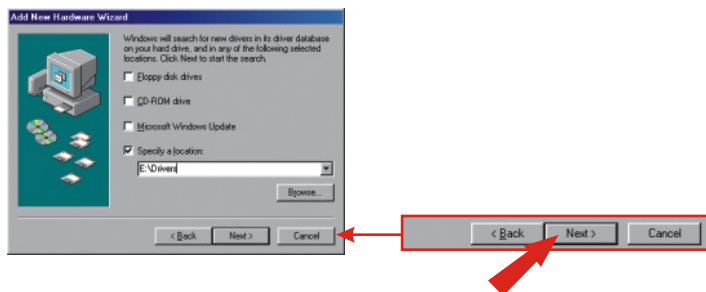 Add New Hardware Wizard
Windows will search for new drivers in its driver database
on your hard drive, and in any of the following selected
locations. Click Next to start the search.
Floppy disk drives
CD-ROM drive
Microsoft Windows Update
Specify a location:
E:\Drivers
Browse...
< Back Next > Cancel
< Back Next > Cancel